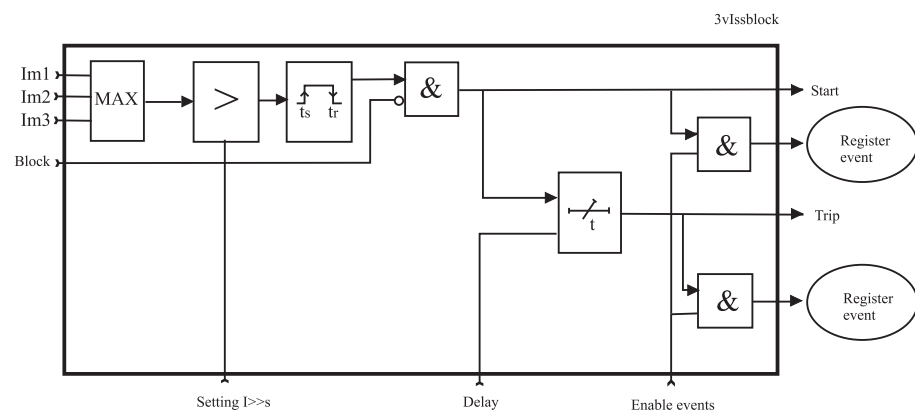 3vIssblock
Im1
Im2
Im3
MAX
>
ts
tr
&
Start
Block
&
Register
event
t
Trip
&
Register
event
Setting I>>s
Delay
Enable events